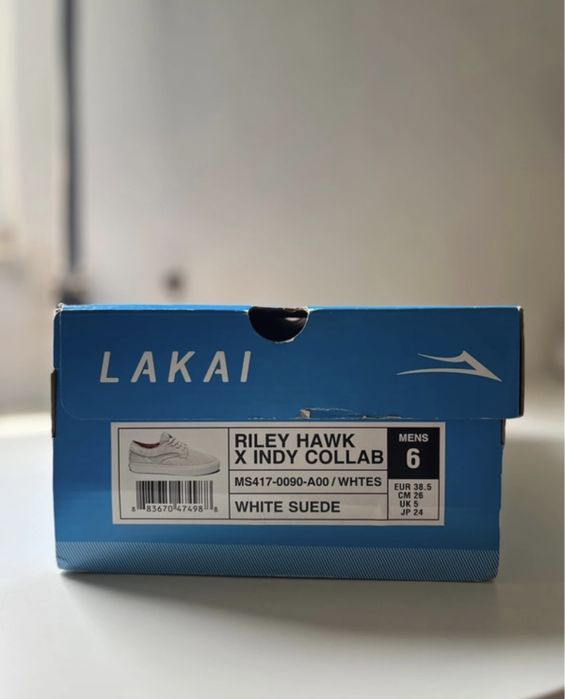 LAKAI
RILEY HAWK
X INDY COLLAB
MS417-0090-A00 / WHTES
WHITE SUEDE
MENS
6
EUR 38.5
CM 26
UK 5
JP 24
8 83670 47498 8